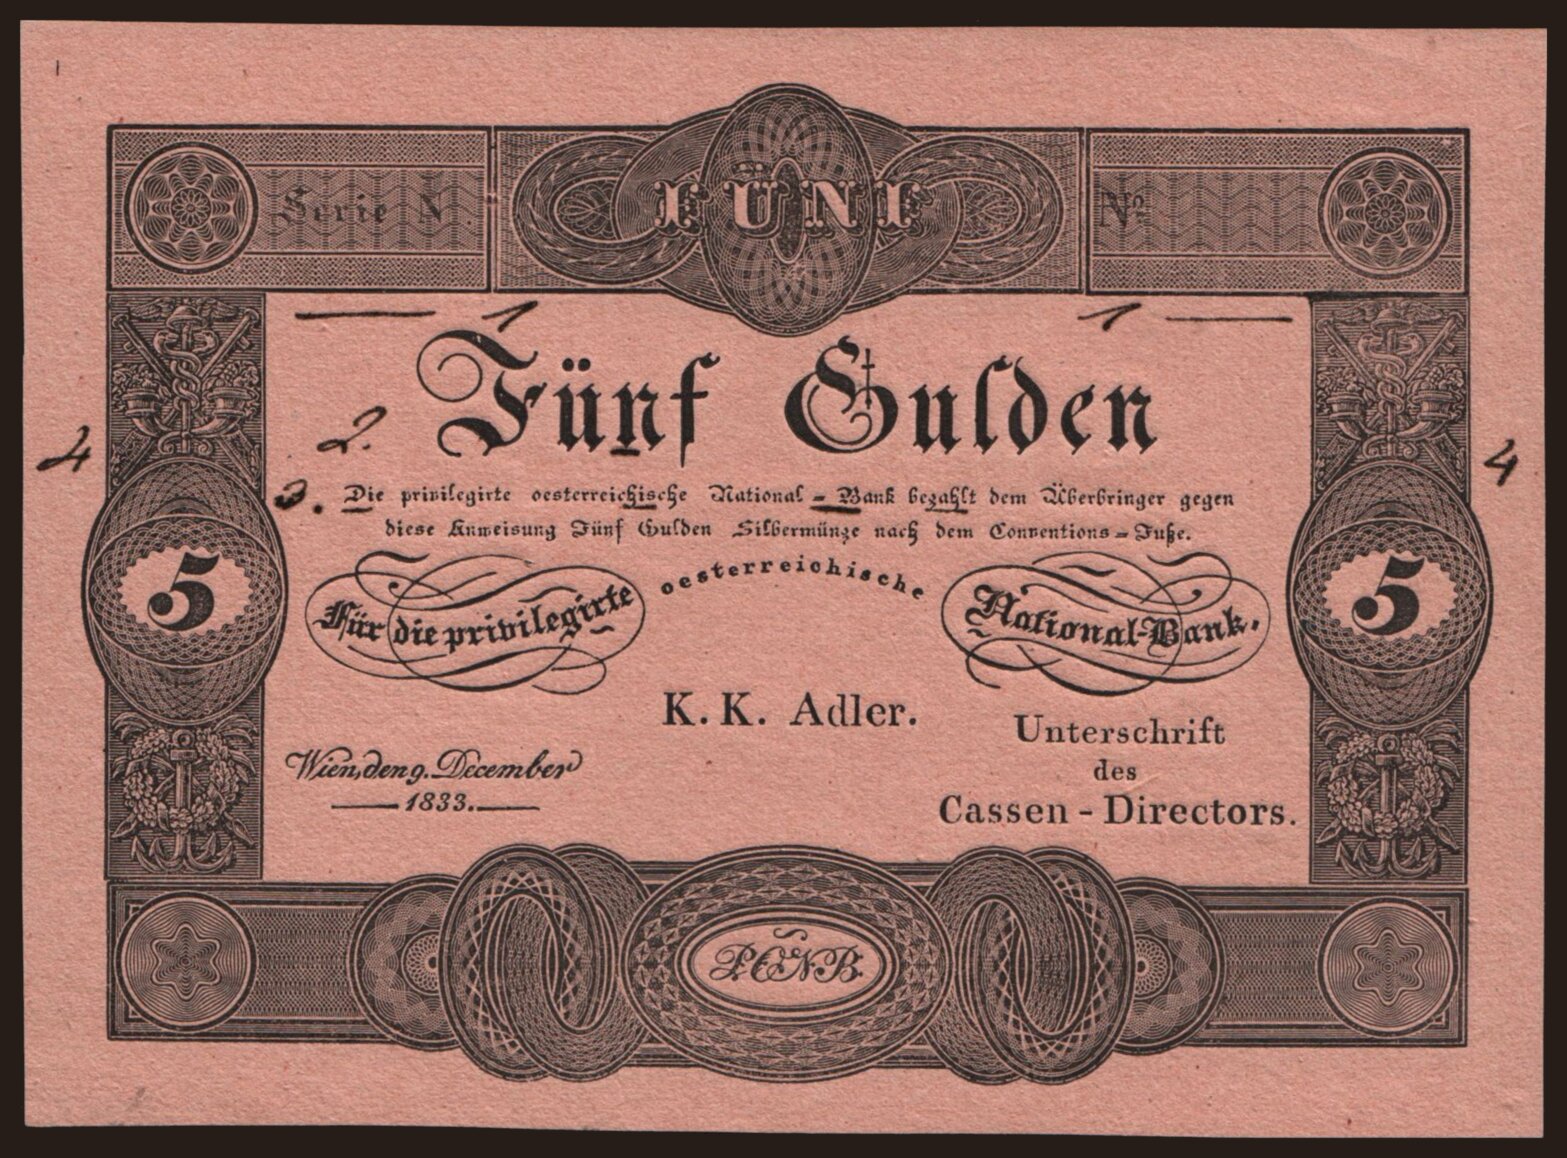 Serie N. FÜNF No.
1 1
Fünf Gulden
2.
4 4
3. Die privilegirte oesterreichische National-Bank bezahlt dem Überbringer gegen
diese Anweisung Fünf Gulden Silbermünze nach dem Conventions-Fuße.
5 5
Für die privilegirte oesterreichische National-Bank.
K. K. Adler.
Unterschrift
des
Cassen-Directors.
Wien, den 9. December
1833.
P.O.N.B.